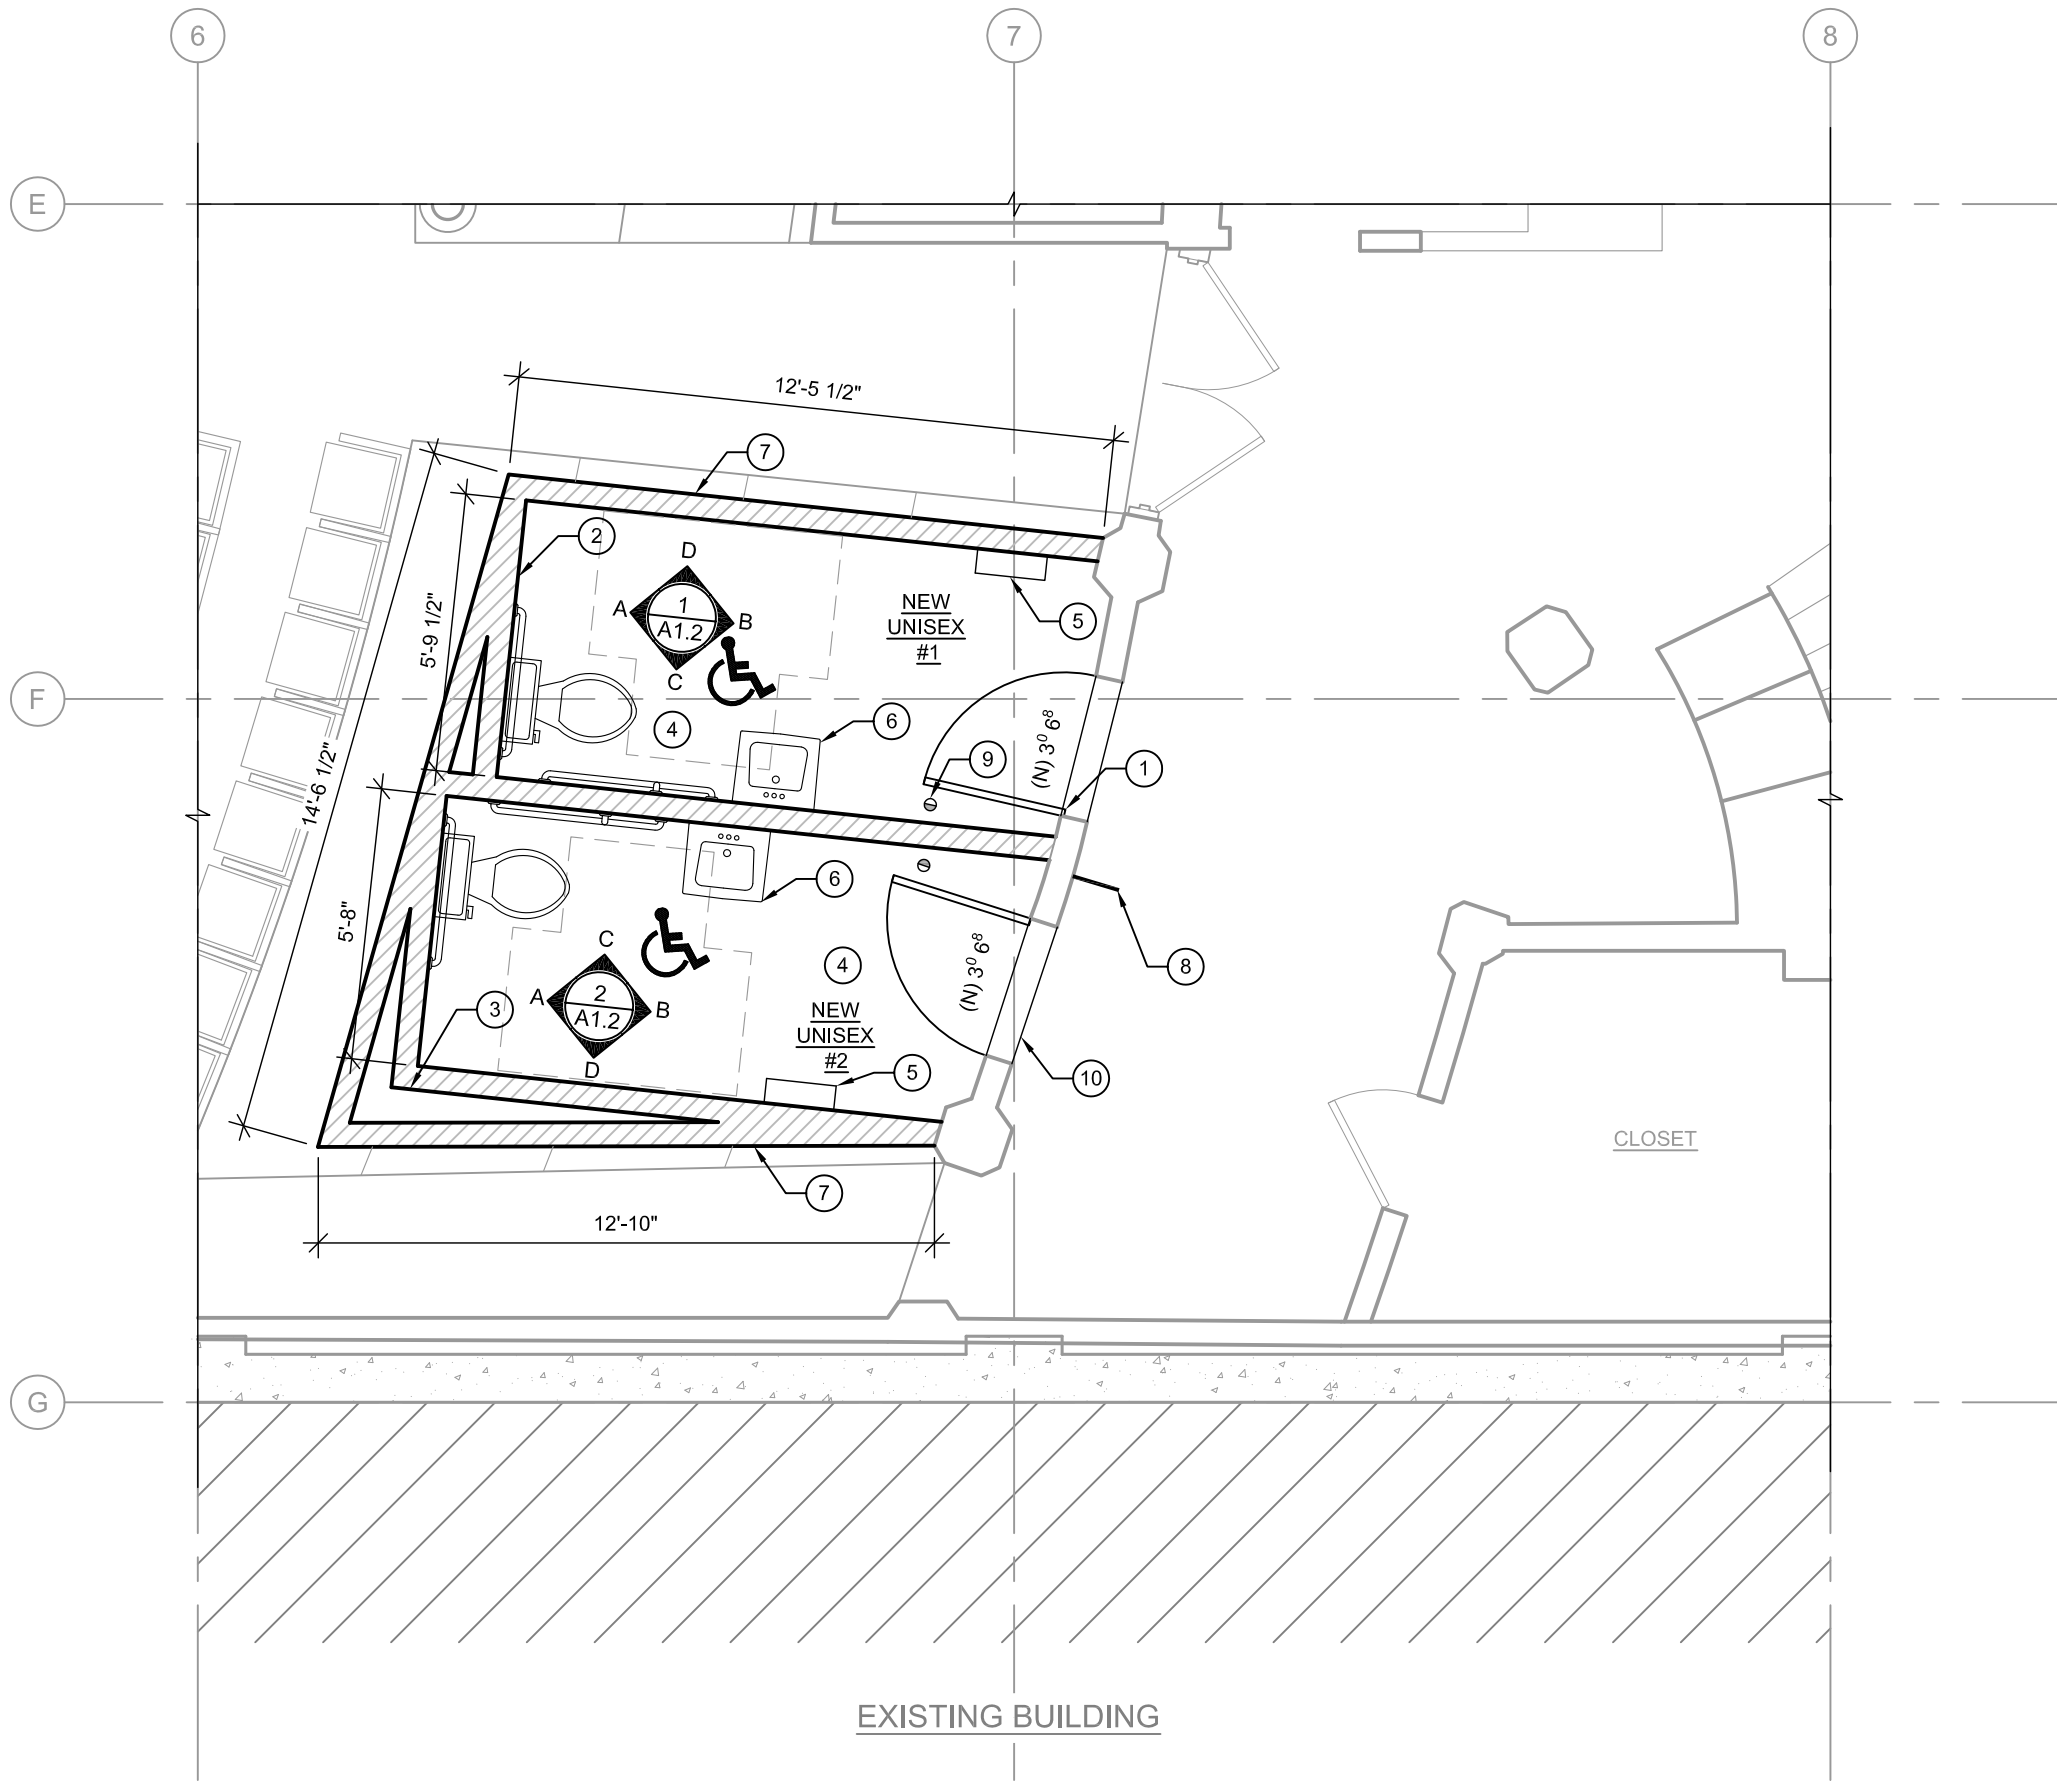 6
7
8
E
12'-5 1/2"
7
2
D
1
A1.2
A
B
C
NEW
UNISEX
#1
5
5'-9 1/2"
F
4
6
(N) 3⁰ 6⁸
9
1
14'-6 1/2"
6
5'-8"
(N) 3⁰ 6⁸
8
C
2
A1.2
A
B
D
4
3
NEW
UNISEX
#2
5
10
CLOSET
7
12'-10"
G
EXISTING BUILDING